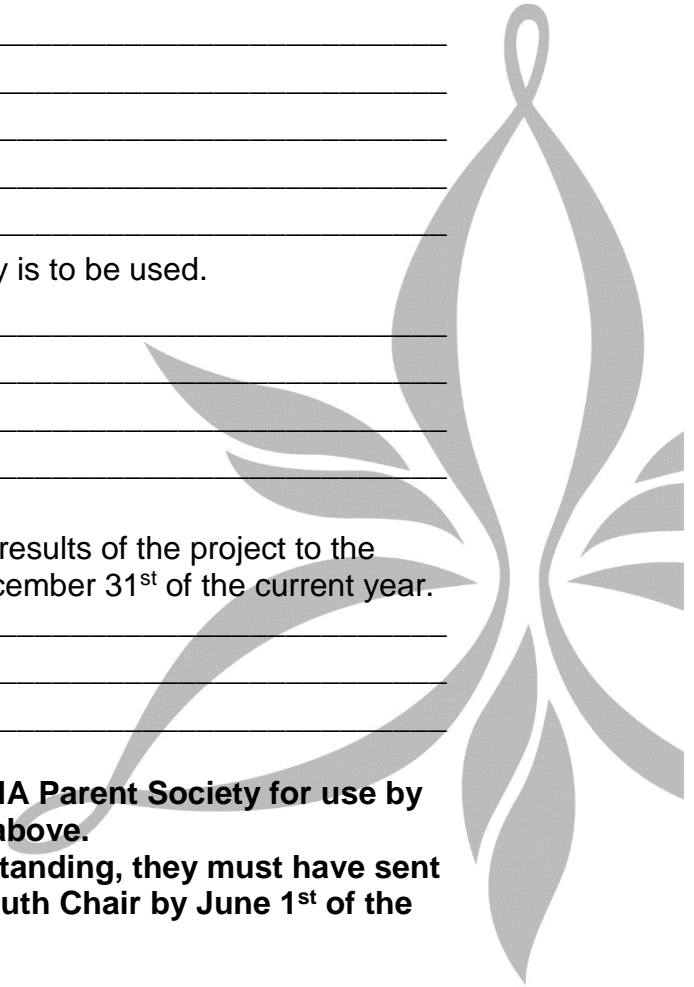 y is to be used.
results of the project to the
cember 31st of the current year.
IA Parent Society for use by
above.
tanding, they must have sent
uth Chair by June 1st of the